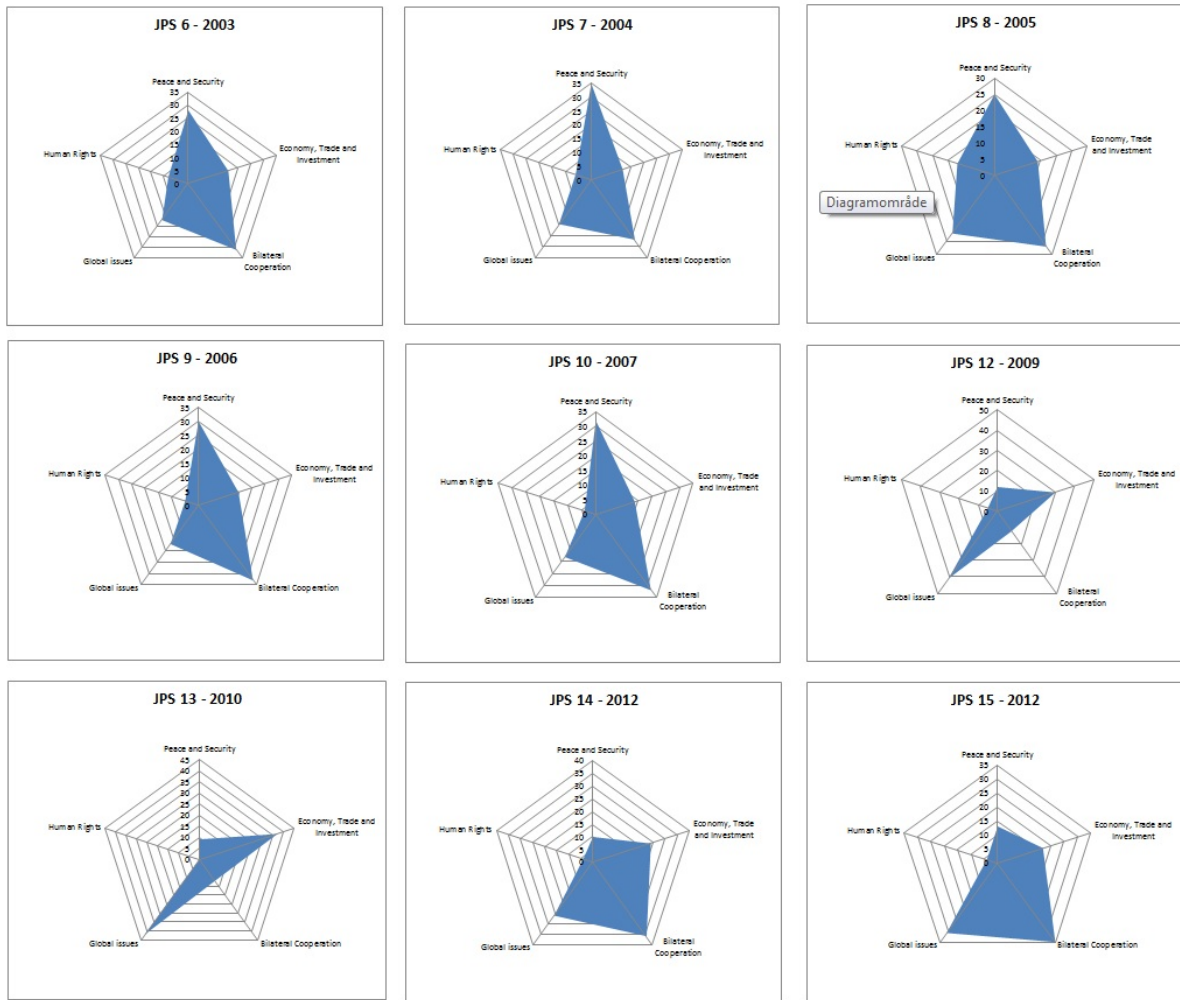 JPS 6 - 2003
Peace and Security
35
30
25
20
15
10
5
0
Human Rights
Economy, Trade and
Investment
Global issues
Bilateral
Cooperation
JPS 7 - 2004
Peace and Security
35
30
25
20
15
10
5
0
Human Rights
Economy, Trade and
Investment
Global issues
Bilateral Cooperation
JPS 8 - 2005
Peace and Security
30
25
20
15
10
5
0
Human Rights
Economy, Trade
and Investment
Diagramområde
Global issues
Bilateral
Cooperation
JPS 9 - 2006
Peace and Security
35
30
25
20
15
10
5
0
Human Rights
Economy, Trade and
Investment
Global issues
Bilateral Cooperation
JPS 10 - 2007
Peace and Security
35
30
25
20
15
10
5
0
Human Rights
Economy, Trade
and Investment
Global issues
Bilateral
Cooperation
JPS 12 - 2009
Peace and Security
50
40
30
20
10
0
Human Rights
Economy, Trade and
Investment
Global issues
Bilateral
Cooperation
JPS 13 - 2010
Peace and Security
45
40
35
30
25
20
15
10
5
0
Human Rights
Economy, Trade and
Investment
Global issues
Bilateral Cooperation
JPS 14 - 2012
Peace and Security
40
35
30
25
20
15
10
5
0
Human Rights
Economy, Trade
and Investment
Global issues
Bilateral
Cooperation
JPS 15 - 2012
Peace and Security
35
30
25
20
15
10
5
0
Human Rights
Economy, Trade and
Investment
Global issues
Bilateral Cooperation